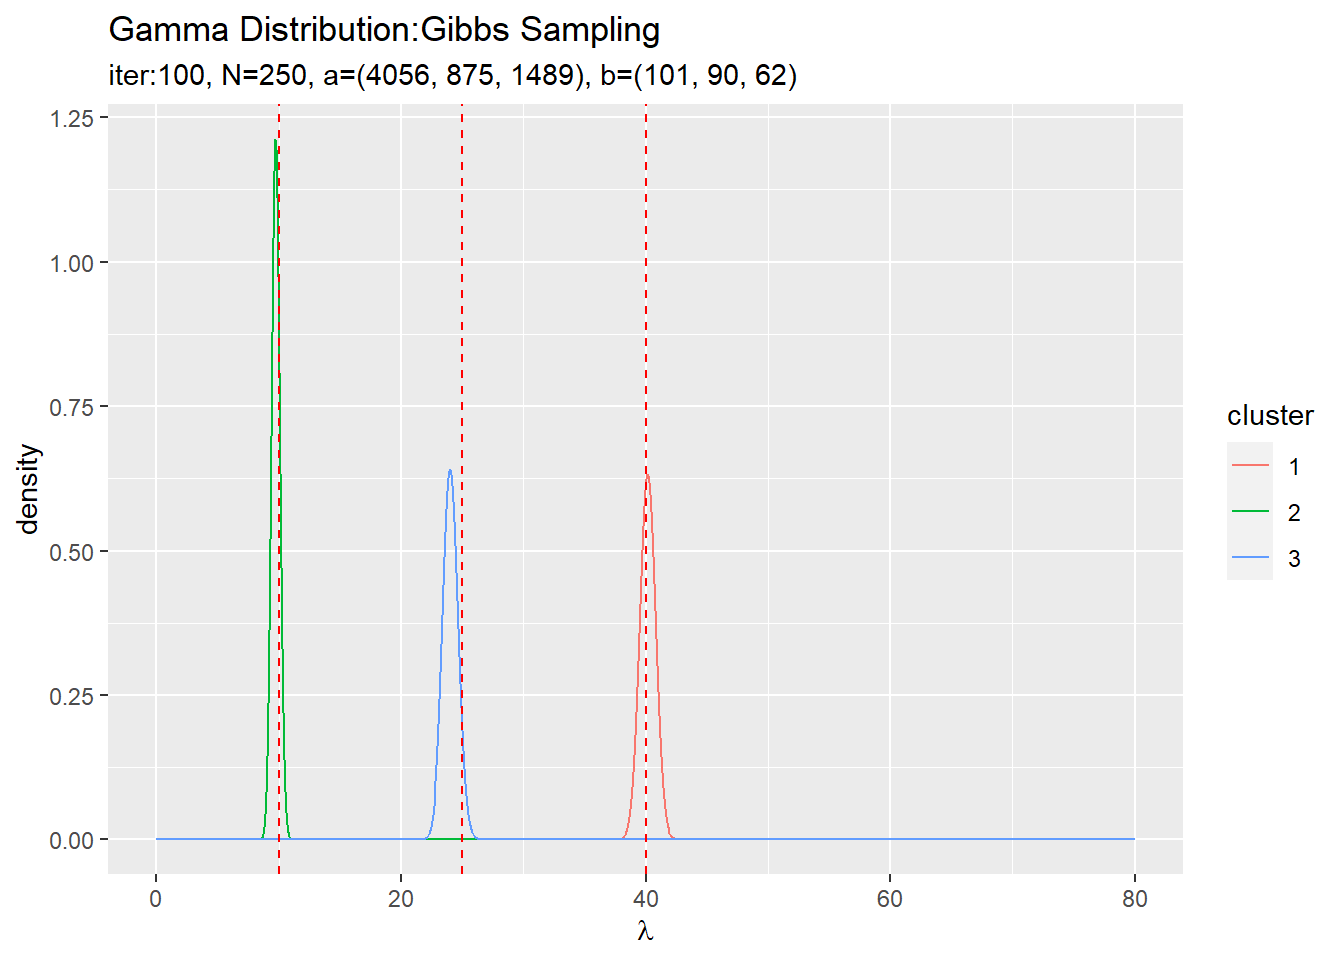 Gamma Distribution:Gibbs Sampling
iter:100, N=250, a=(4056, 875, 1489), b=(101, 90, 62)
1.25
1.00
0.75
0.50
0.25
0.00
density
0 20 40 60 80
λ
cluster
1
2
3